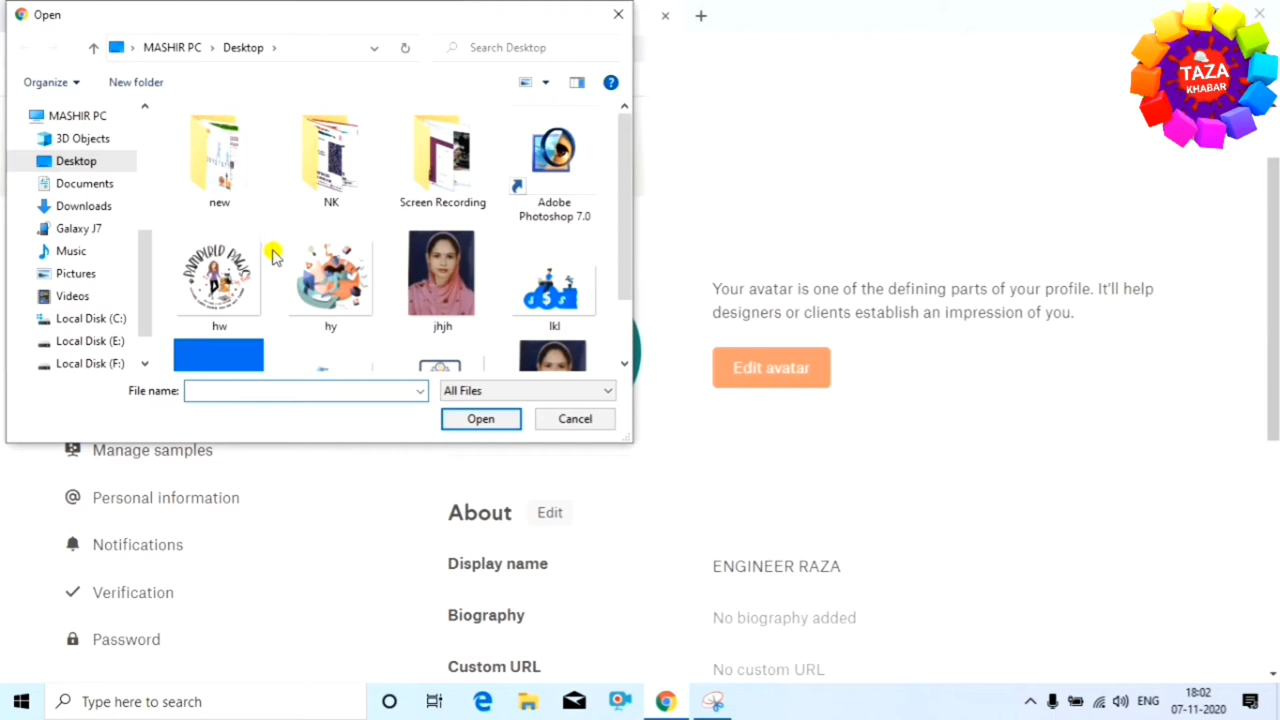 Open
MASHIR PC
Desktop
Search Desktop
Organize
New folder
MASHIR PC
3D Objects
Desktop
Documents
Downloads
Galaxy J7
Music
Pictures
Videos
Local Disk (C:)
Local Disk (E:)
Local Disk (F:)
new
NK
Screen Recording
Adobe
Photoshop 7.0
PAMPERED PAWS
hw
hy
jhjh
lkl
File name:
All Files
Open
Cancel
TAZA
KHABAR
Your avatar is one of the defining parts of your profile. It'll help
designers or clients establish an impression of you.
Edit avatar
Manage samples
Personal information
Notifications
Verification
Password
About
Edit
Display name
ENGINEER RAZA
Biography
No biography added
Custom URL
No custom URL
Type here to search
ENG
18:02
07-11-2020